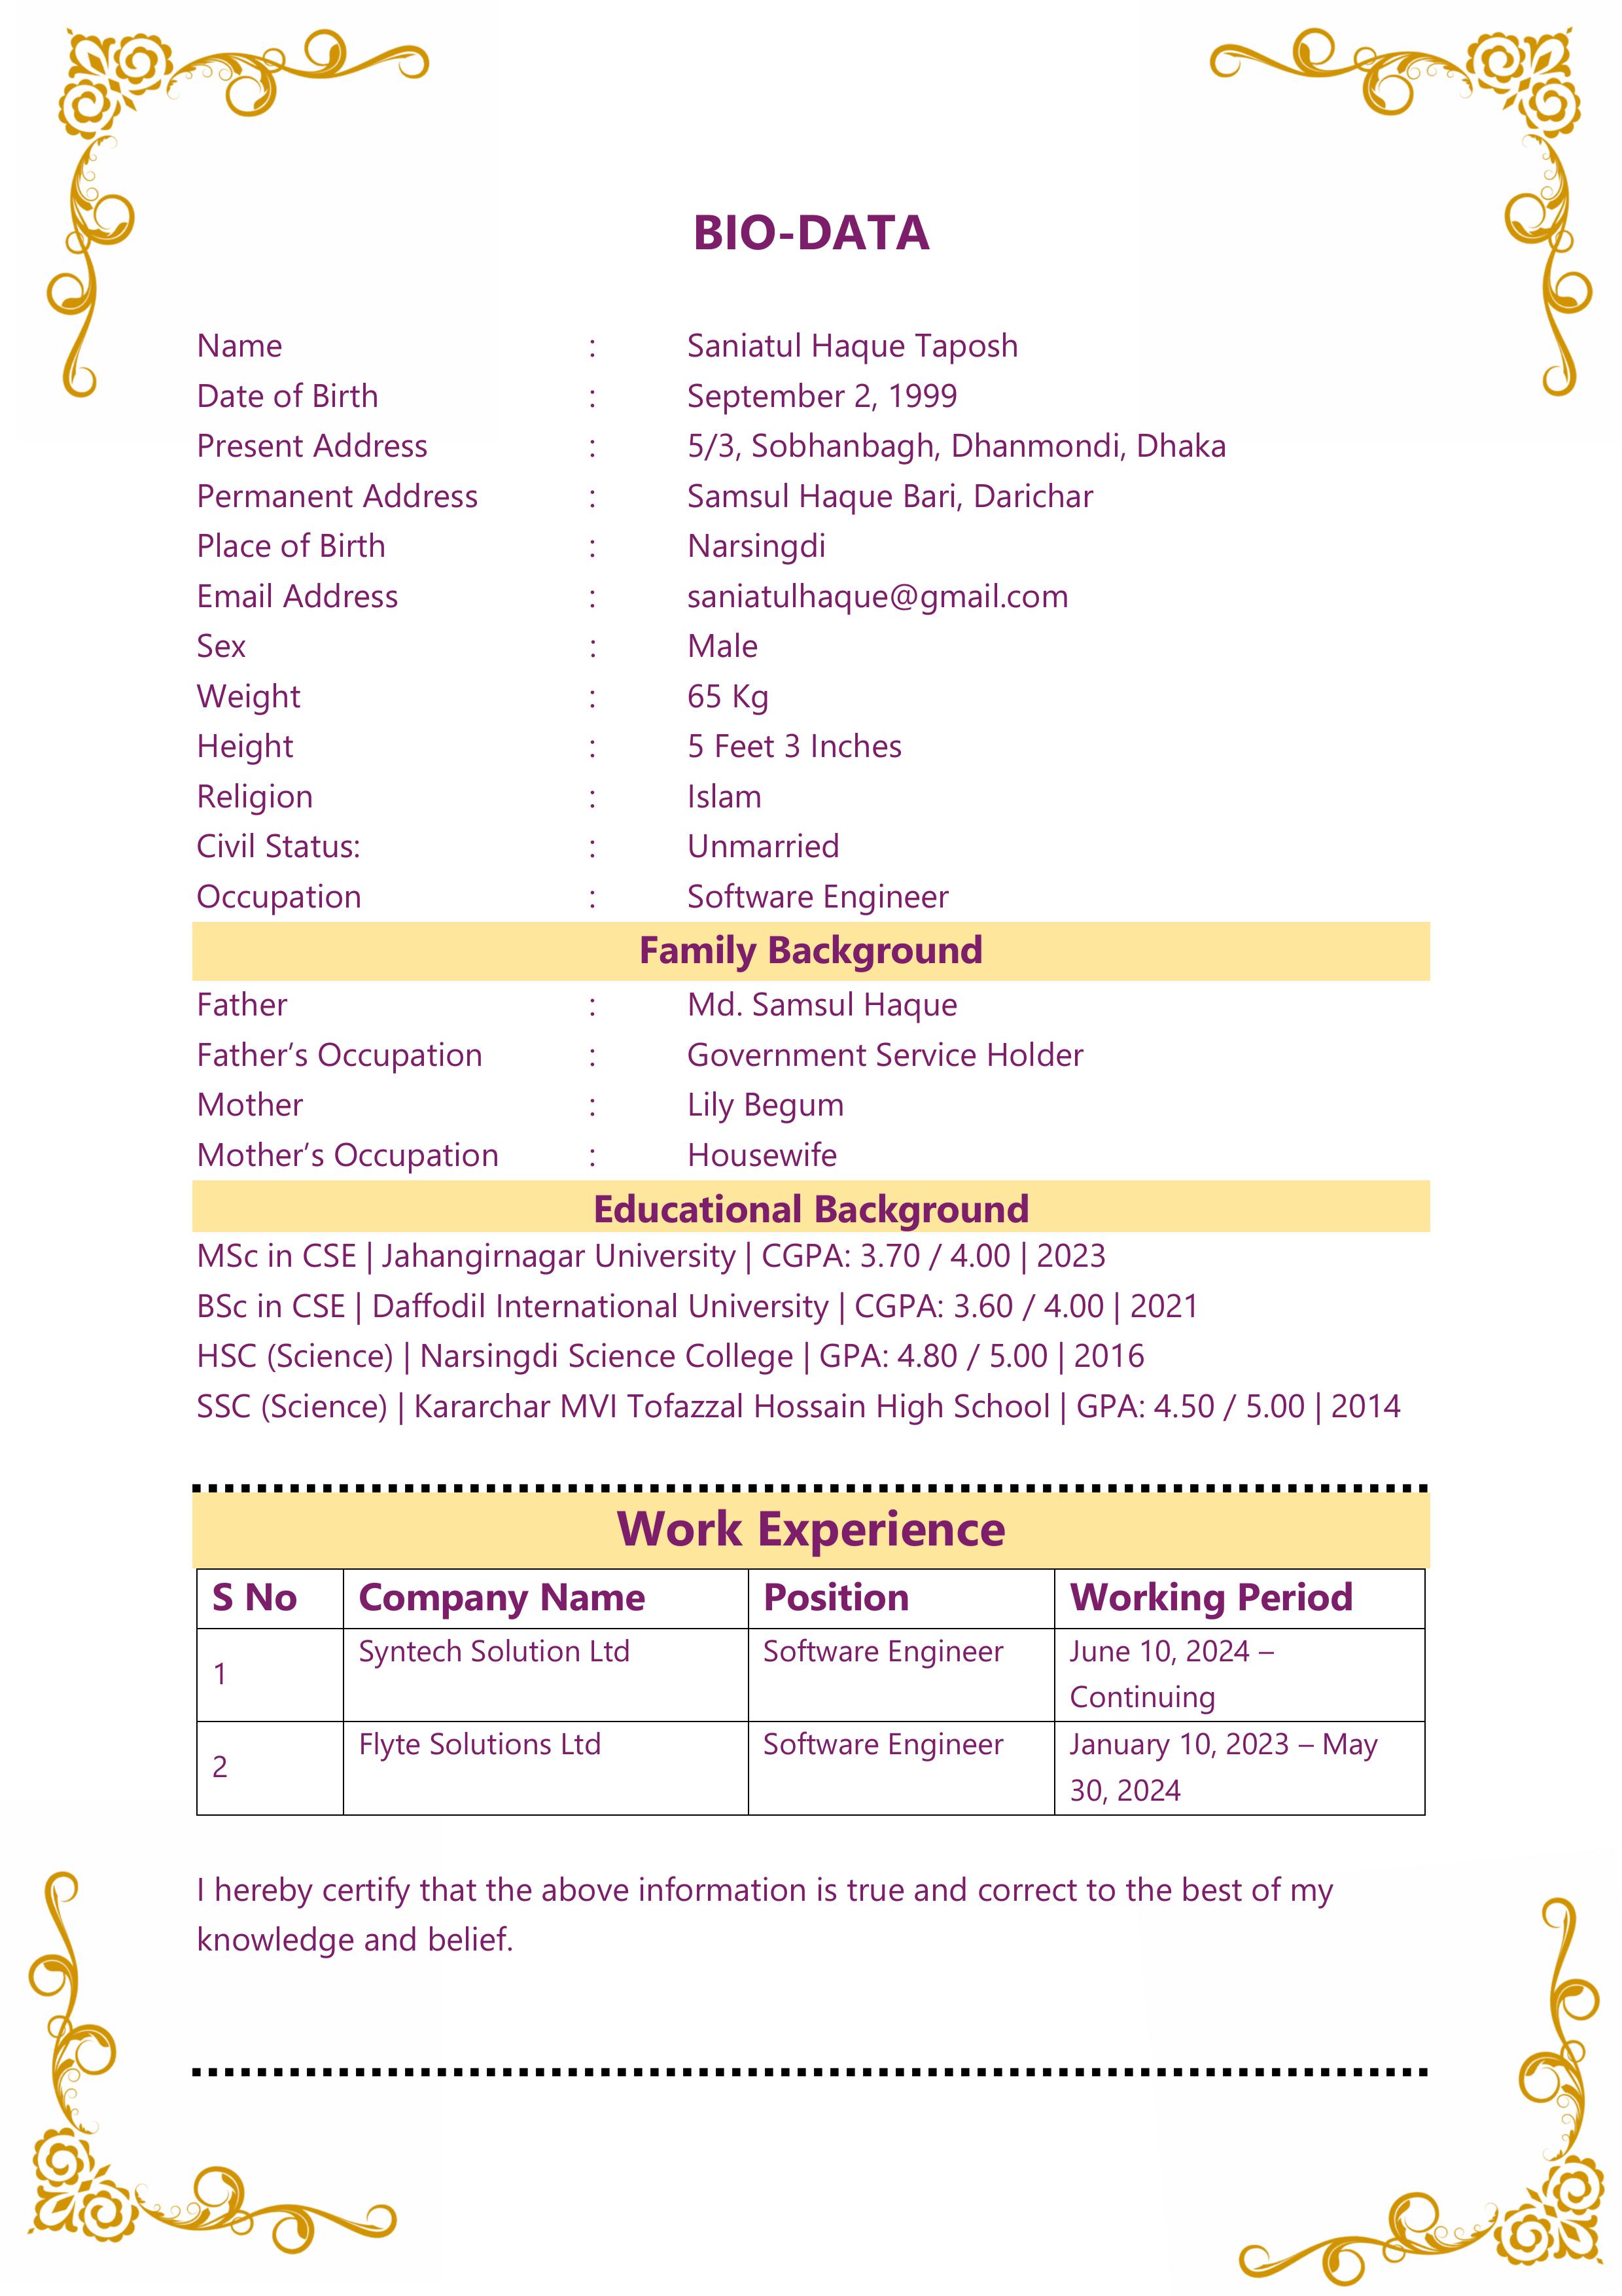 BIO-DATA
Name : Saniatul Haque Taposh
Date of Birth : September 2, 1999
Present Address : 5/3, Sobhanbagh, Dhanmondi, Dhaka
Permanent Address : Samsul Haque Bari, Darichar
Place of Birth : Narsingdi
Email Address : saniatulhaque@gmail.com
Sex : Male
Weight : 65 Kg
Height : 5 Feet 3 Inches
Religion : Islam
Civil Status: : Unmarried
Occupation : Software Engineer
Family Background
Father : Md. Samsul Haque
Father’s Occupation : Government Service Holder
Mother : Lily Begum
Mother’s Occupation : Housewife
Educational Background
MSc in CSE | Jahangirnagar University | CGPA: 3.70 / 4.00 | 2023
BSc in CSE | Daffodil International University | CGPA: 3.60 / 4.00 | 2021
HSC (Science) | Narsingdi Science College | GPA: 4.80 / 5.00 | 2016
SSC (Science) | Kararchar MVI Tofazzal Hossain High School | GPA: 4.50 / 5.00 | 2014
Work Experience
S No Company Name Position Working Period
1 Syntech Solution Ltd Software Engineer June 10, 2024 –
Continuing
2 Flyte Solutions Ltd Software Engineer January 10, 2023 – May
30, 2024
I hereby certify that the above information is true and correct to the best of my
knowledge and belief.